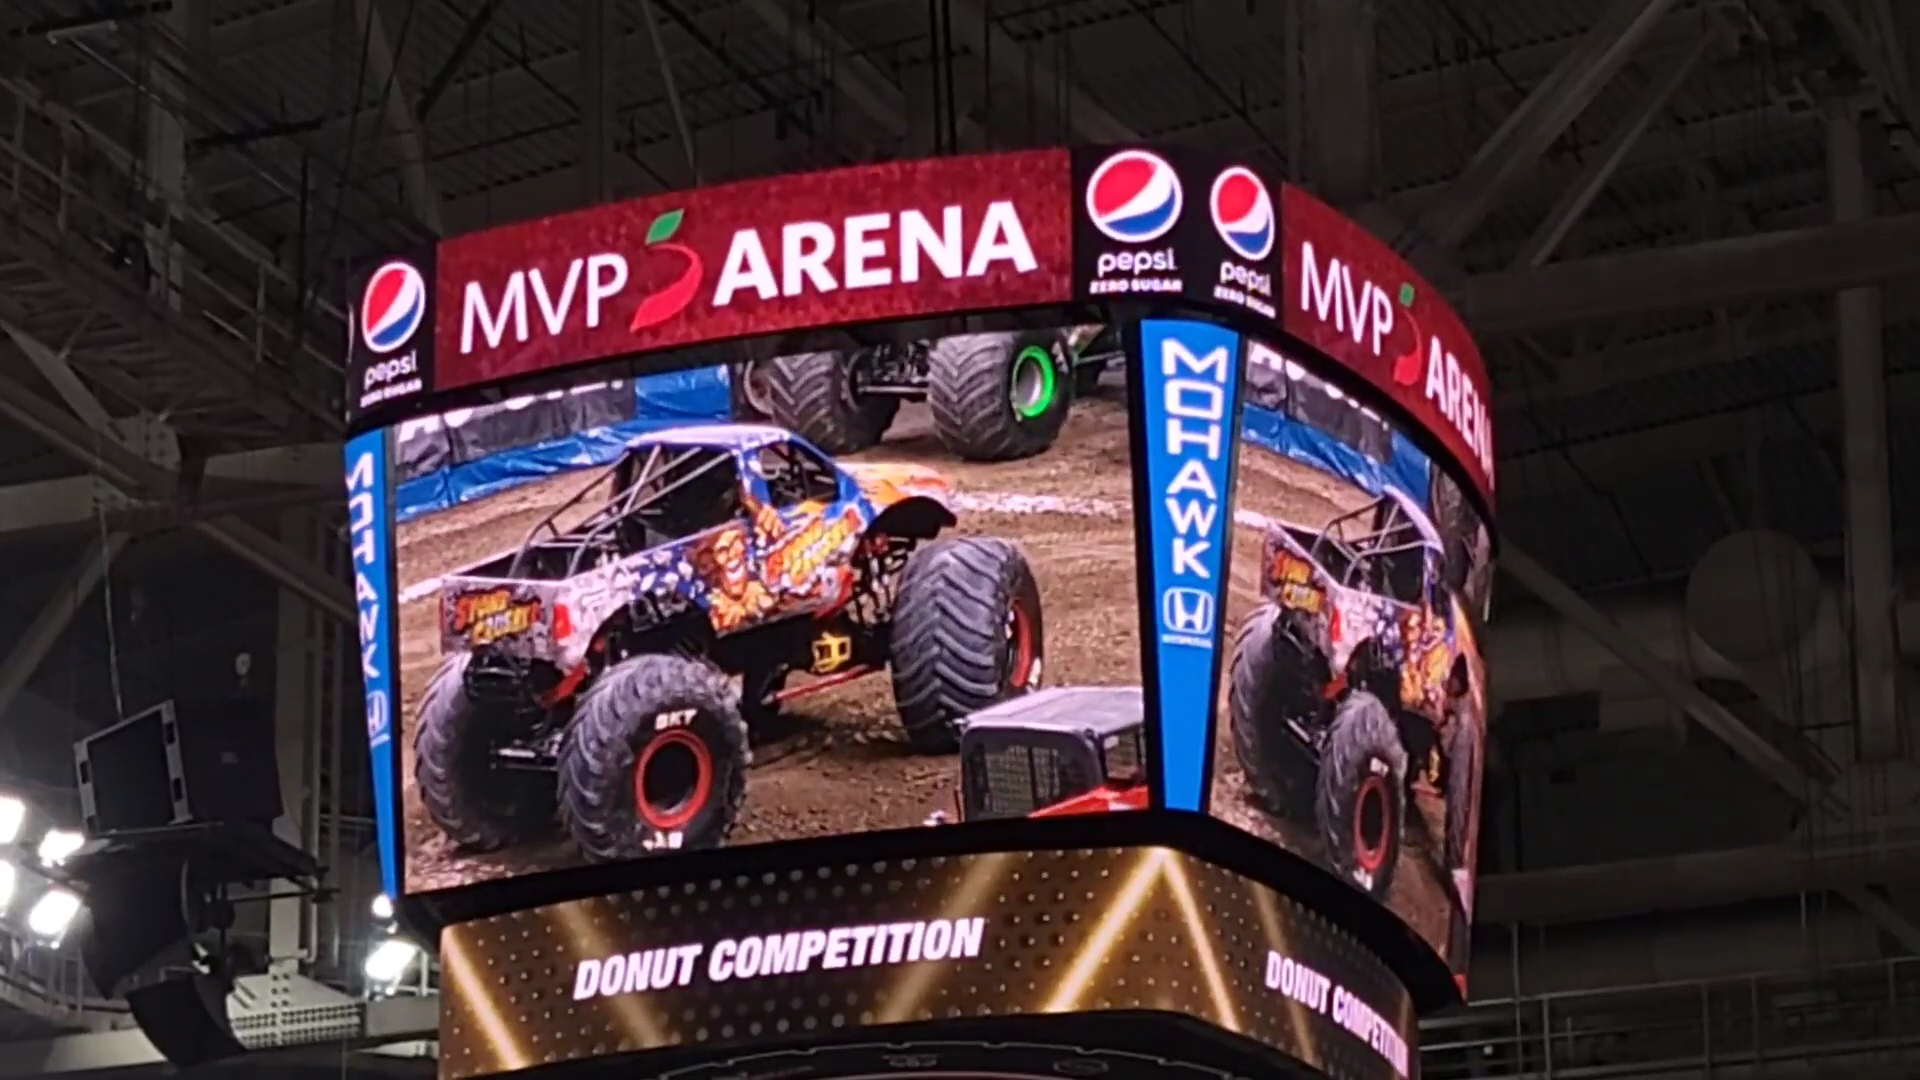 MVP ARENA
pepsi
ZERO SUGAR
pepsi
ZERO SUGAR
MVP ARENA
pepsi
ZERO SUGAR
MOHAWK
MOHAWK
BKT
DONUT COMPETITION
DONUT COMPETITION